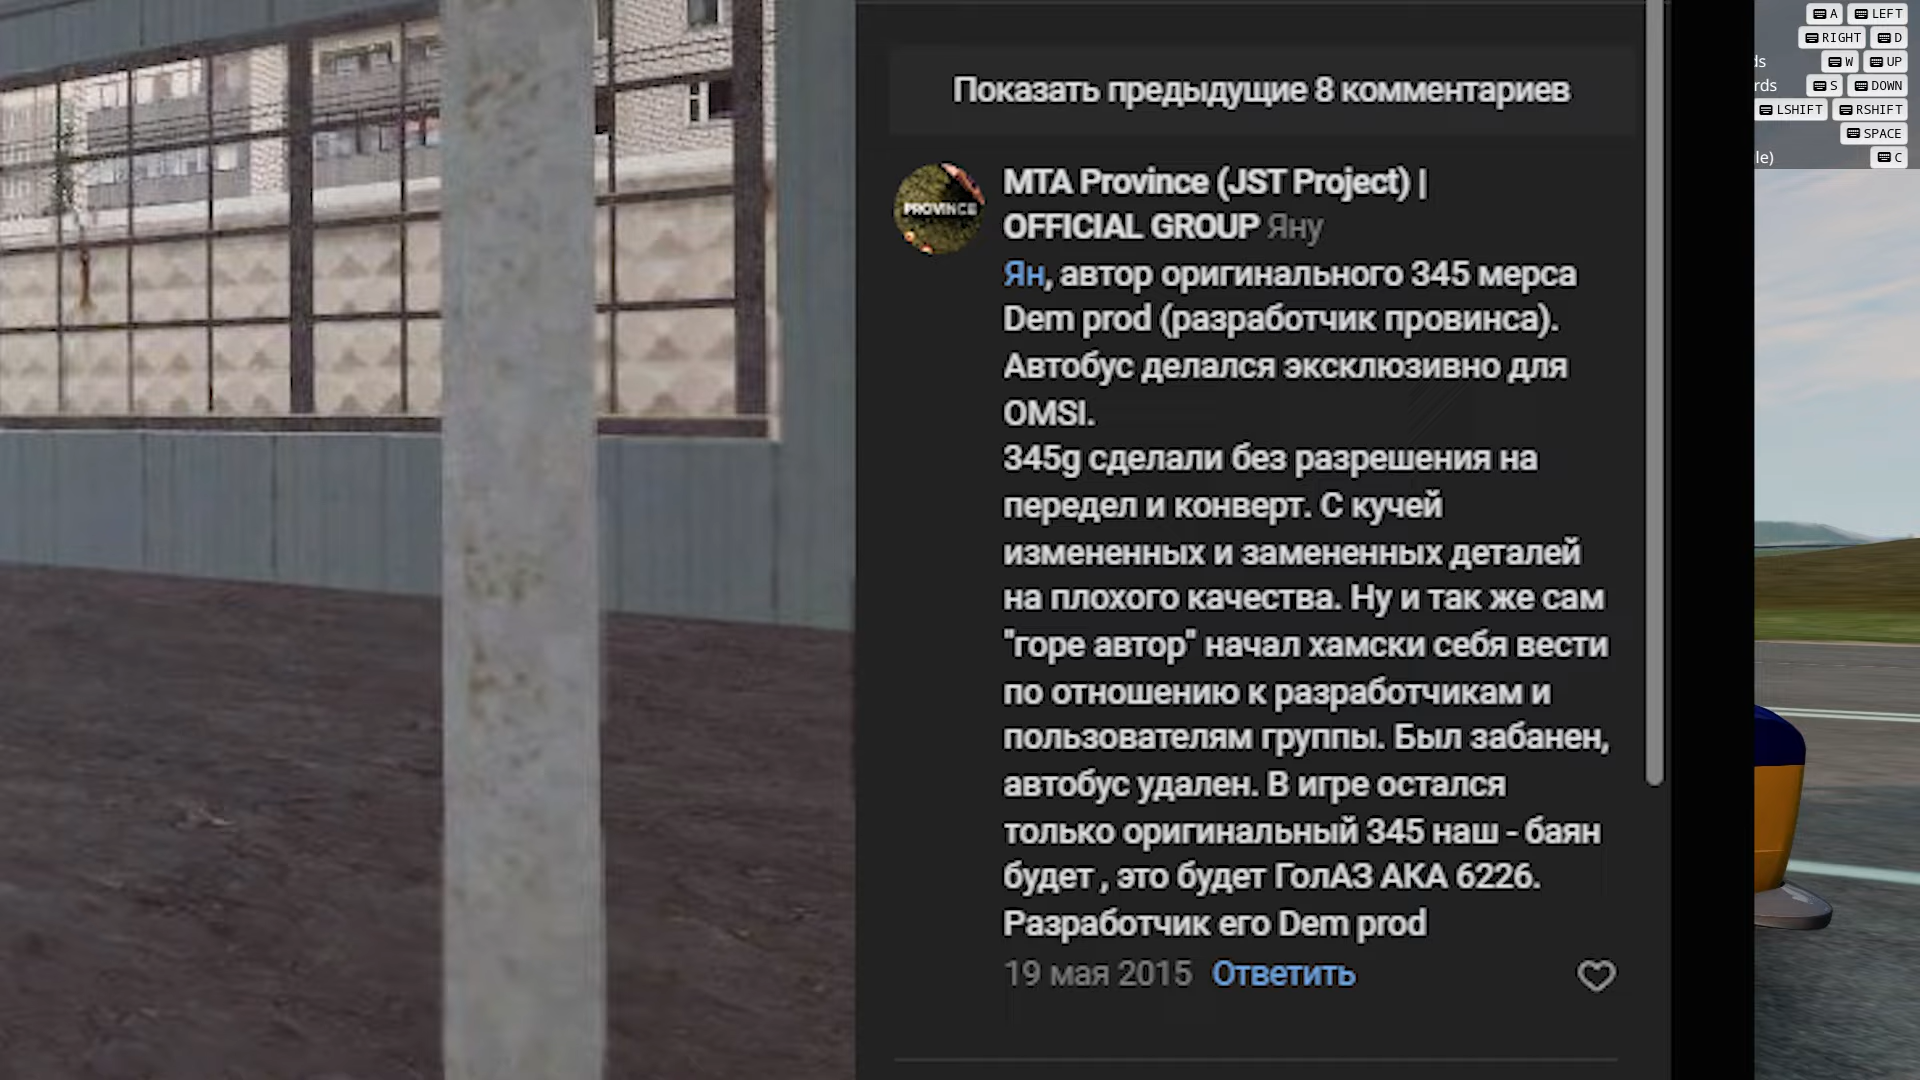 Показать предыдущие 8 комментариев
PROVINCE
MTA Province (JST Project) |
OFFICIAL GROUP Яну
Ян, автор оригинального 345 мерса
Dem prod (разработчик провинса).
Автобус делался эксклюзивно для
OMSI.
345g сделали без разрешения на
передел и конверт. С кучей
измененных и замененных деталей
на плохого качества. Ну и так же сам
"горе автор" начал хамски себя вести
по отношению к разработчикам и
пользователям группы. Был забанен,
автобус удален. В игре остался
только оригинальный 345 наш - баян
будет , это будет ГолАЗ АКА 6226.
Разработчик его Dem prod
19 мая 2015 Ответить
A LEFT
RIGHT D
W UP
S DOWN
LSHIFT RSHIFT
SPACE
C